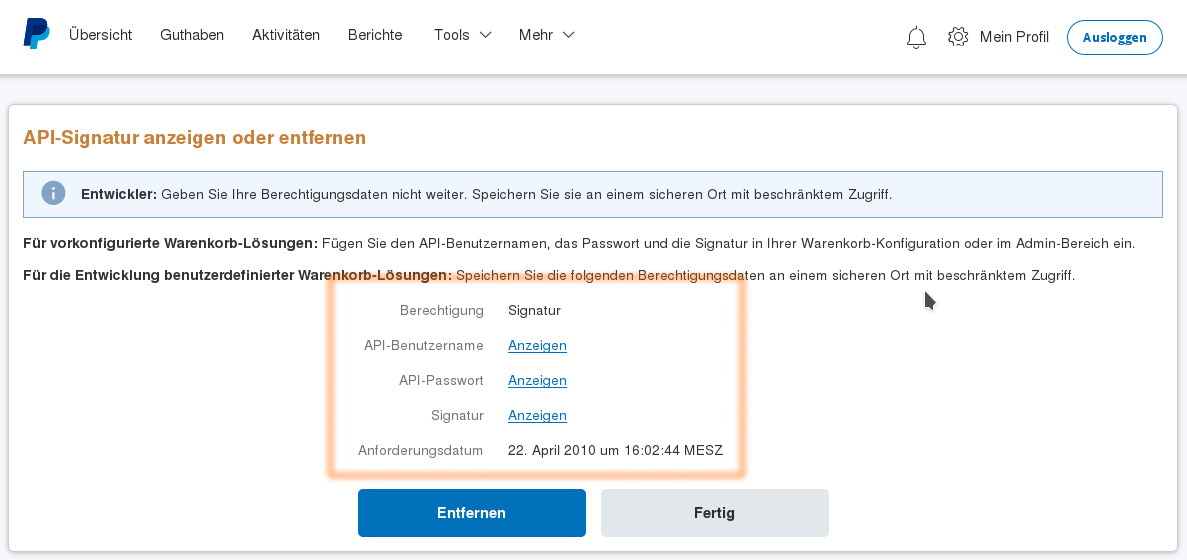 Übersicht Guthaben Aktivitäten Berichte Tools Mehr Mein Profil Ausloggen
API-Signatur anzeigen oder entfernen
Entwickler: Geben Sie Ihre Berechtigungsdaten nicht weiter. Speichern Sie sie an einem sicheren Ort mit beschränktem Zugriff.
Für vorkonfigurierte Warenkorb-Lösungen: Fügen Sie den API-Benutzernamen, das Passwort und die Signatur in Ihrer Warenkorb-Konfiguration oder im Admin-Bereich ein.
Für die Entwicklung benutzerdefinierter Warenkorb-Lösungen: Speichern Sie die folgenden Berechtigungsdaten an einem sicheren Ort mit beschränktem Zugriff.
Berechtigung Signatur
API-Benutzername Anzeigen
API-Passwort Anzeigen
Signatur Anzeigen
Anforderungsdatum 22. April 2010 um 16:02:44 MESZ
Entfernen Fertig